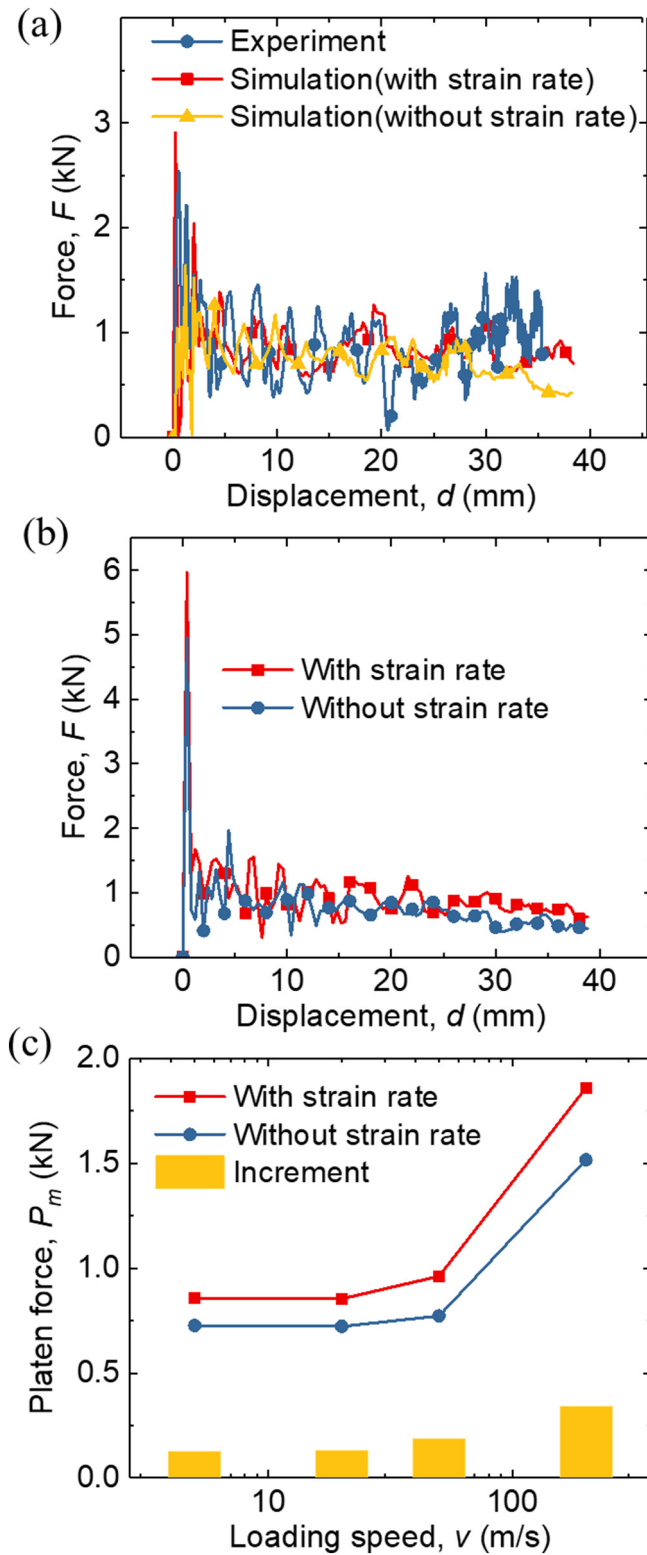 (a)
Experiment
Simulation(with strain rate)
Simulation(without strain rate)
3
2
1
0
Force, F (kN)
0 10 20 30 40
Displacement, d (mm)
(b)
6
5
4
3
2
1
0
Force, F (kN)
With strain rate
Without strain rate
0 10 20 30 40
Displacement, d (mm)
(c)
2.0
1.5
1.0
0.5
0.0
Platen force, Pm (kN)
With strain rate
Without strain rate
Increment
10 100
Loading speed, v (m/s)